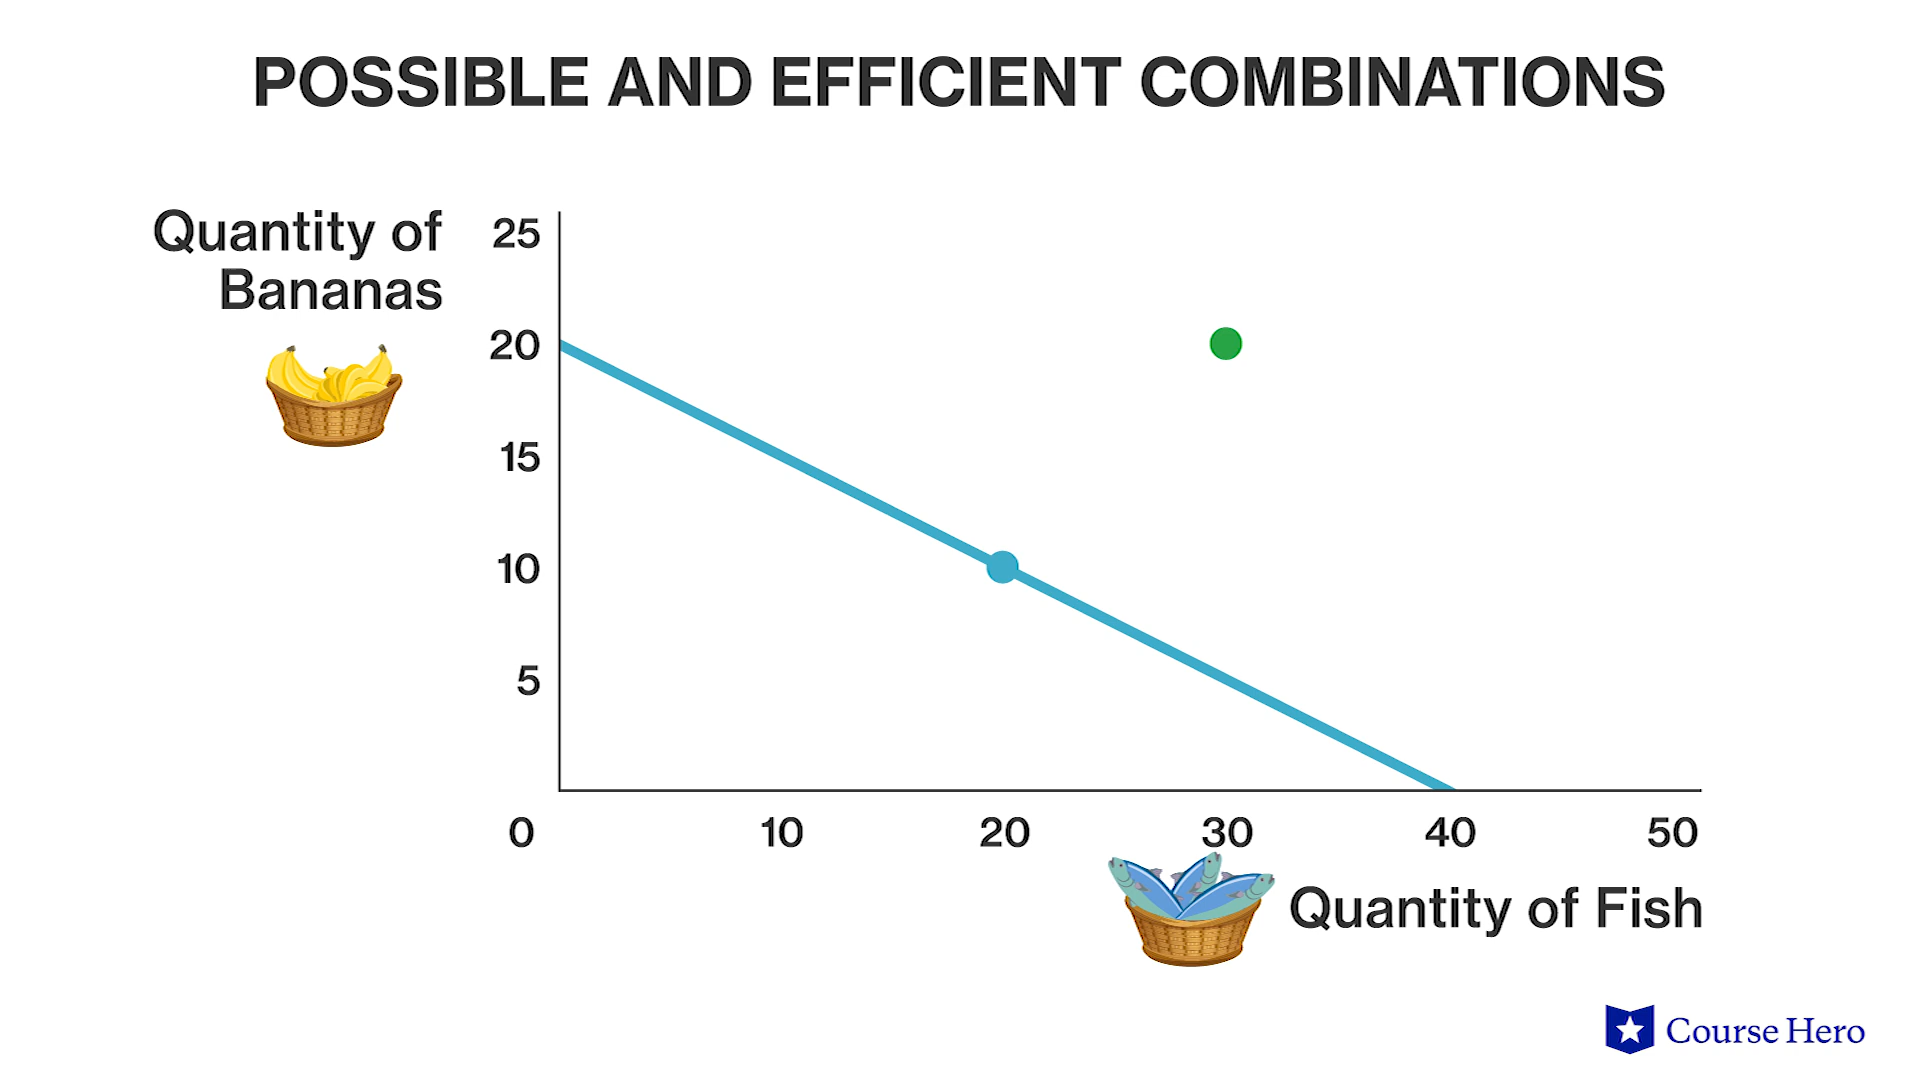 POSSIBLE AND EFFICIENT COMBINATIONS
Quantity of
Bananas
25
20
15
10
5
0 10 20 30 40 50
Quantity of Fish
Course Hero